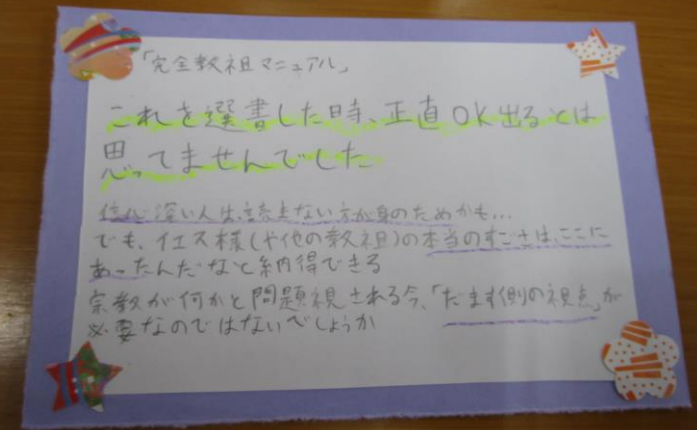 「完全教祖マニュアル」
これを選書した時、正直OK出るとは
思ってませんでした
信心深い人は、読まない方が身のためかも…
でも、イエス様(や他の教祖)の本当のすごさは、ここに
あったんだなと納得できる
宗教が何かと問題視される今、「だます側の視点」が
必要なのではないでしょうか